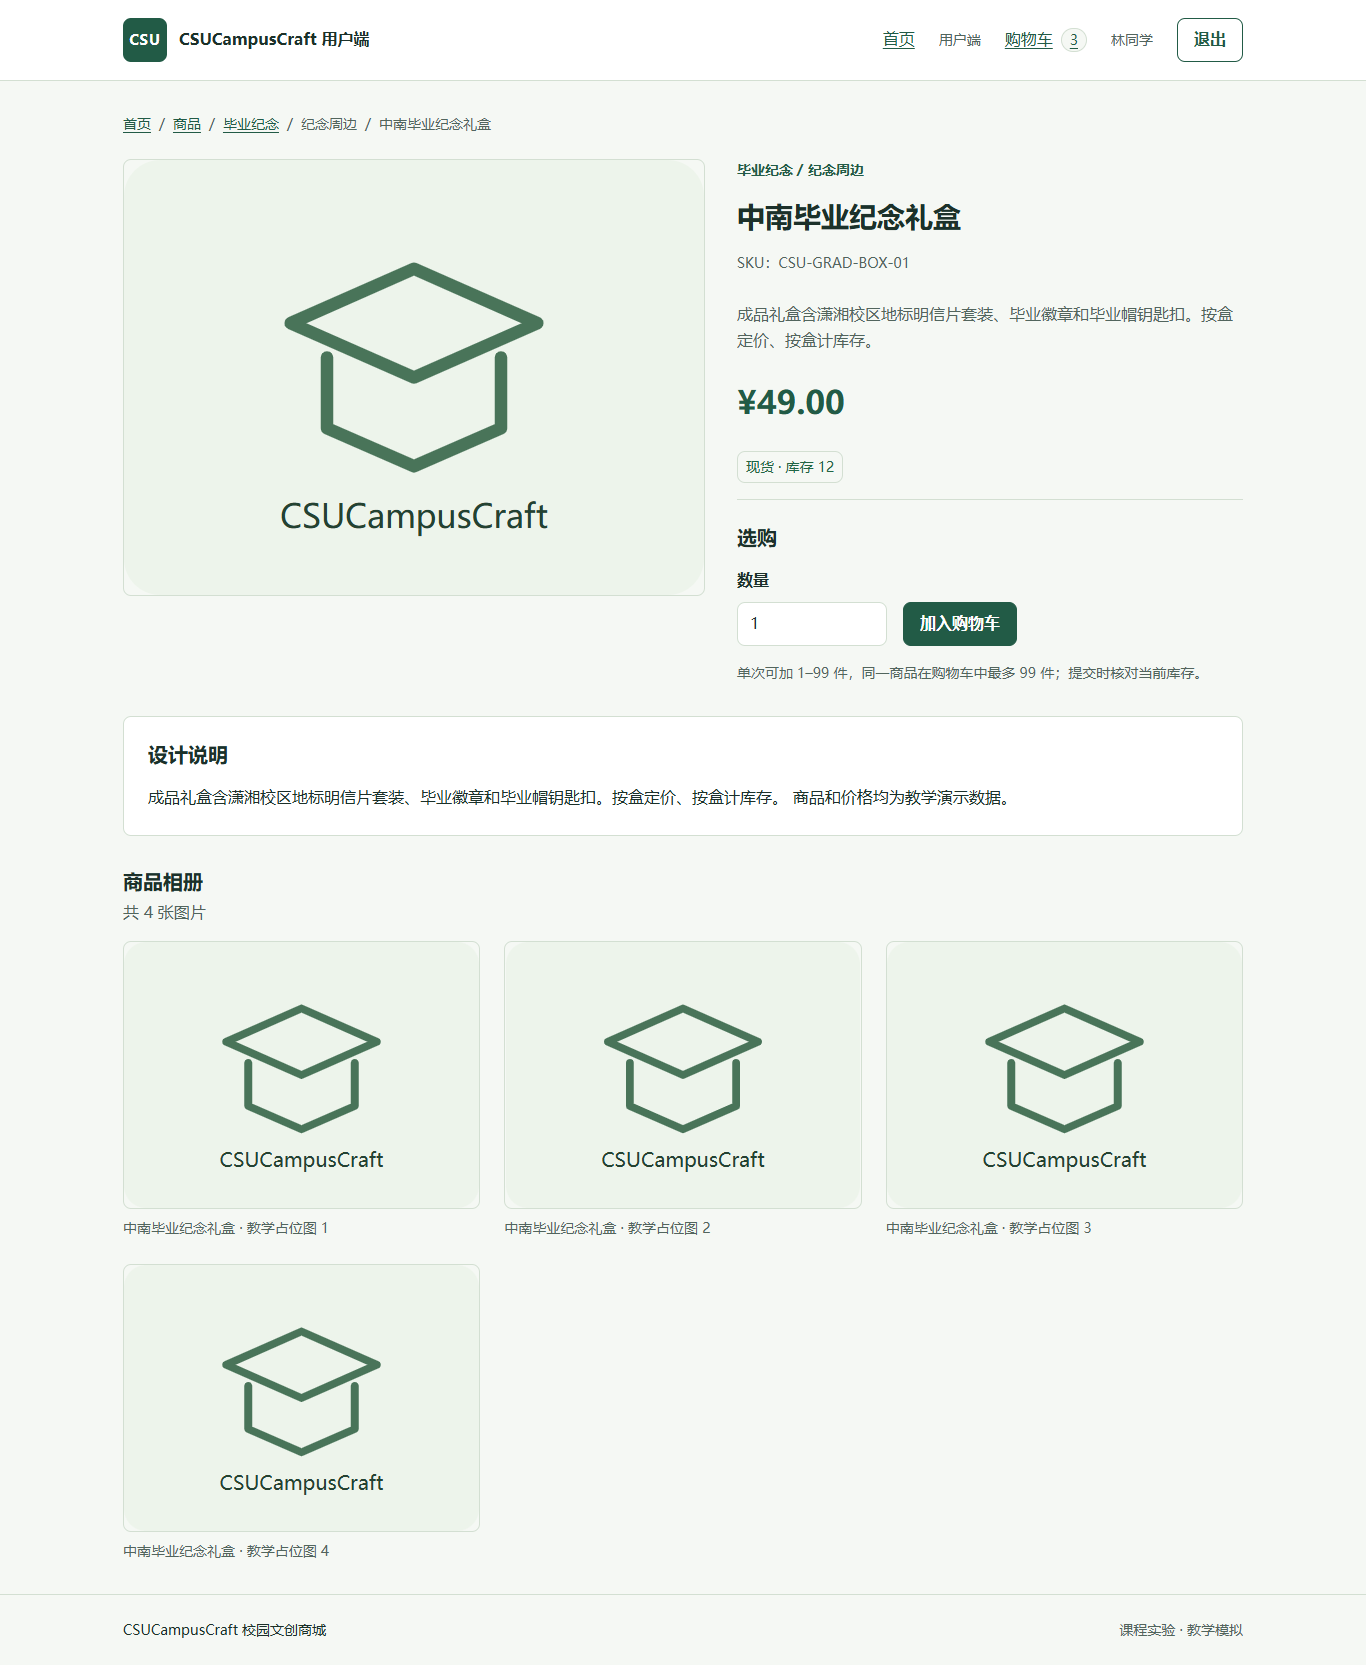 CSU CSUCampusCraft 用户端 首页 用户端 购物车 3 林同学 退出
首页 / 商品 / 毕业纪念 / 纪念周边 / 中南毕业纪念礼盒
CSUCampusCraft
毕业纪念 / 纪念周边
中南毕业纪念礼盒
SKU：CSU-GRAD-BOX-01
成品礼盒含潇湘校区地标明信片套装、毕业徽章和毕业帽钥匙扣。按盒
定价、按盒计库存。
¥49.00
现货 · 库存 12
选购
数量
1 加入购物车
单次可加 1–99 件，同一商品在购物车中最多 99 件；提交时核对当前库存。
设计说明
成品礼盒含潇湘校区地标明信片套装、毕业徽章和毕业帽钥匙扣。按盒定价、按盒计库存。 商品和价格均为教学演示数据。
商品相册
共 4 张图片
CSUCampusCraft CSUCampusCraft CSUCampusCraft
中南毕业纪念礼盒 · 教学占位图 1 中南毕业纪念礼盒 · 教学占位图 2 中南毕业纪念礼盒 · 教学占位图 3
CSUCampusCraft
中南毕业纪念礼盒 · 教学占位图 4
CSUCampusCraft 校园文创商城 课程实验 · 教学模拟